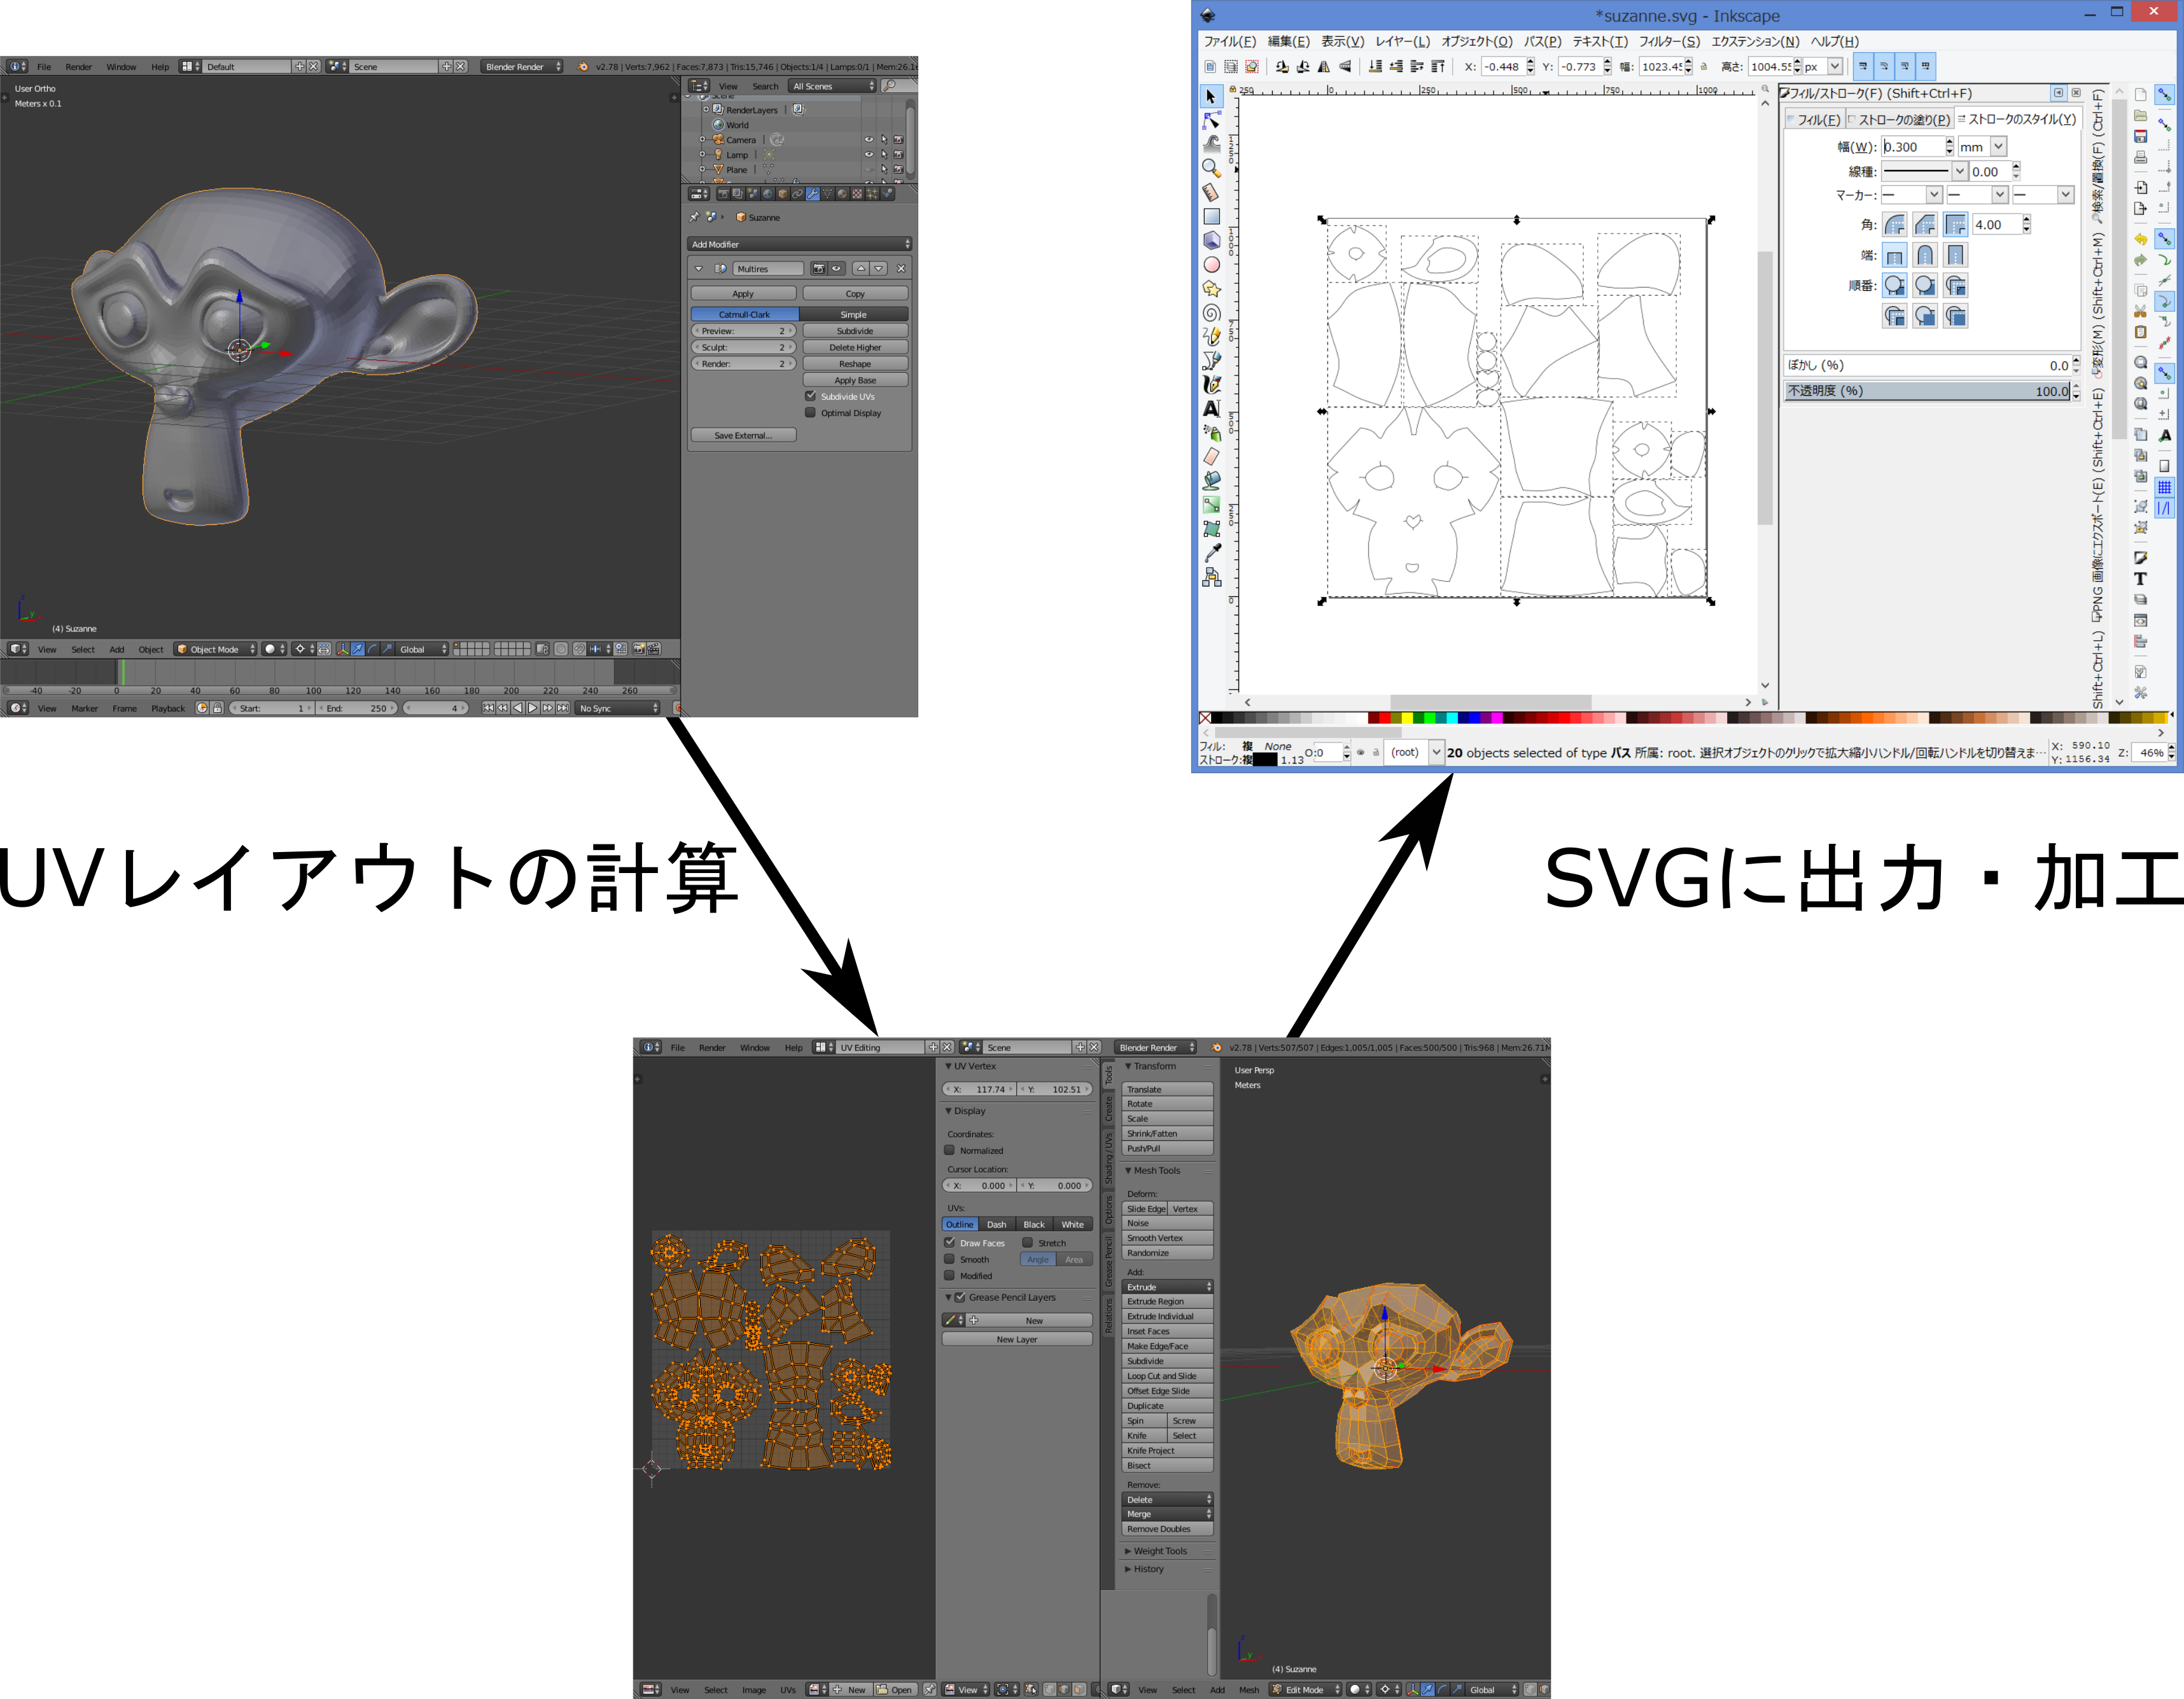 File Render Window Help Default Scene Blender Render v2.78 | Verts:7,962 | Faces:7,873 | Tris:15,746 | Objects:1/4 | Lamps:0/1 | Mem:26.1
User Ortho
Meters x 0.1
View Search All Scenes
RenderLayers
World
Camera
Lamp
Plane
Suzanne
Add Modifier
Multires
Apply Copy
Catmull-Clark Simple
Preview: 2 Subdivide
Sculpt: 2 Delete Higher
Render: 2 Reshape
Apply Base
Subdivide UVs
Optimal Display
Save External...
(4) Suzanne
View Select Add Object Object Mode Global
-40 -20 0 20 40 60 80 100 120 140 160 180 200 220 240 260
View Marker Frame Playback Start: 1 End: 250 4 No Sync
*suzanne.svg - Inkscape
ファイル(F) 編集(E) 表示(V) レイヤー(L) オブジェクト(O) パス(P) テキスト(T) フィルター(S) エクステンション(N) ヘルプ(H)
X: -0.448 Y: -0.773 幅: 1023.4 高さ: 1004.5 px
フィル/ストローク(F) (Shift+Ctrl+F)
フィル(F) ストロークの塗り(P) ストロークのスタイル(Y)
幅(W): 0.300 mm
線種: 0.00
マーカー:
角: 4.00
端:
順番:
ぼかし (%) 0.0
不透明度 (%) 100.0
検索/置換(F) (Ctrl+F)
変形(M) (Shift+Ctrl+M)
PNG 画像にエクスポート(E) (Shift+Ctrl+E)
Shift+Ctrl+L)
フィル: 複 None
ストローク: 複 1.13 O:0 (root) 20 objects selected of type パス 所属: root. 選択オブジェクトのクリックで拡大縮小ハンドル/回転ハンドルを切り替えま…
X: 590.10
Y: 1156.34 Z: 46%
UVレイアウトの計算
SVGに出力・加工
File Render Window Help UV Editing Scene Blender Render v2.78 | Verts:507/507 | Edges:1,005/1,005 | Faces:500/500 | Tris:968 | Mem:26.71M
UV Vertex
X: 117.74 Y: 102.51
Display
Coordinates:
Normalized
Cursor Location:
X: 0.000 Y: 0.000
UVs:
Outline Dash Black White
Draw Faces Stretch
Smooth Angle Area
Modified
Grease Pencil Layers
New
New Layer
Tools
Create
Shading / UVs
Options
Grease Pencil
Relations
Transform
Translate
Rotate
Scale
Shrink/Fatten
Push/Pull
Mesh Tools
Deform:
Slide Edge Vertex
Noise
Smooth Vertex
Randomize
Add:
Extrude
Extrude Region
Extrude Individual
Inset Faces
Make Edge/Face
Subdivide
Loop Cut and Slide
Offset Edge Slide
Duplicate
Spin Screw
Knife Select
Knife Project
Bisect
Remove:
Delete
Merge
Remove Doubles
Weight Tools
History
User Persp
Meters
(4) Suzanne
View Select Image UVs New Open View
View Select Add Mesh Edit Mode Global